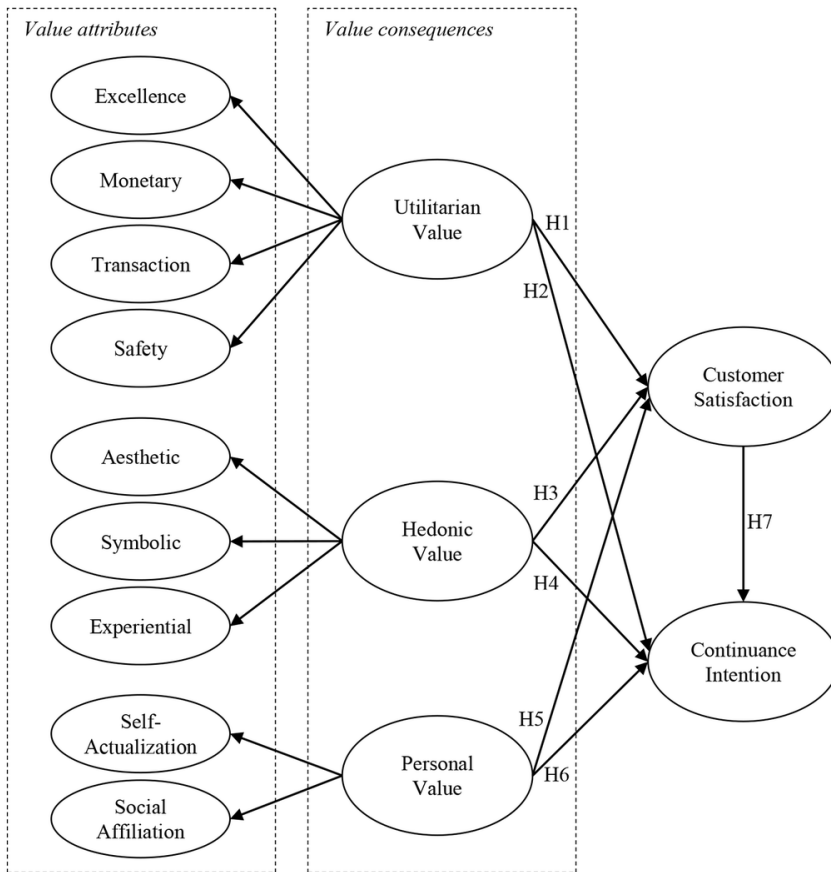 Value attributes
Excellence
Monetary
Transaction
Safety
Aesthetic
Symbolic
Experiential
Self-
Actualization
Social
Affiliation
Value consequences
Utilitarian
Value
Hedonic
Value
Personal
Value
H1
H2
H3
H4
H5
H6
Customer
Satisfaction
H7
Continuance
Intention